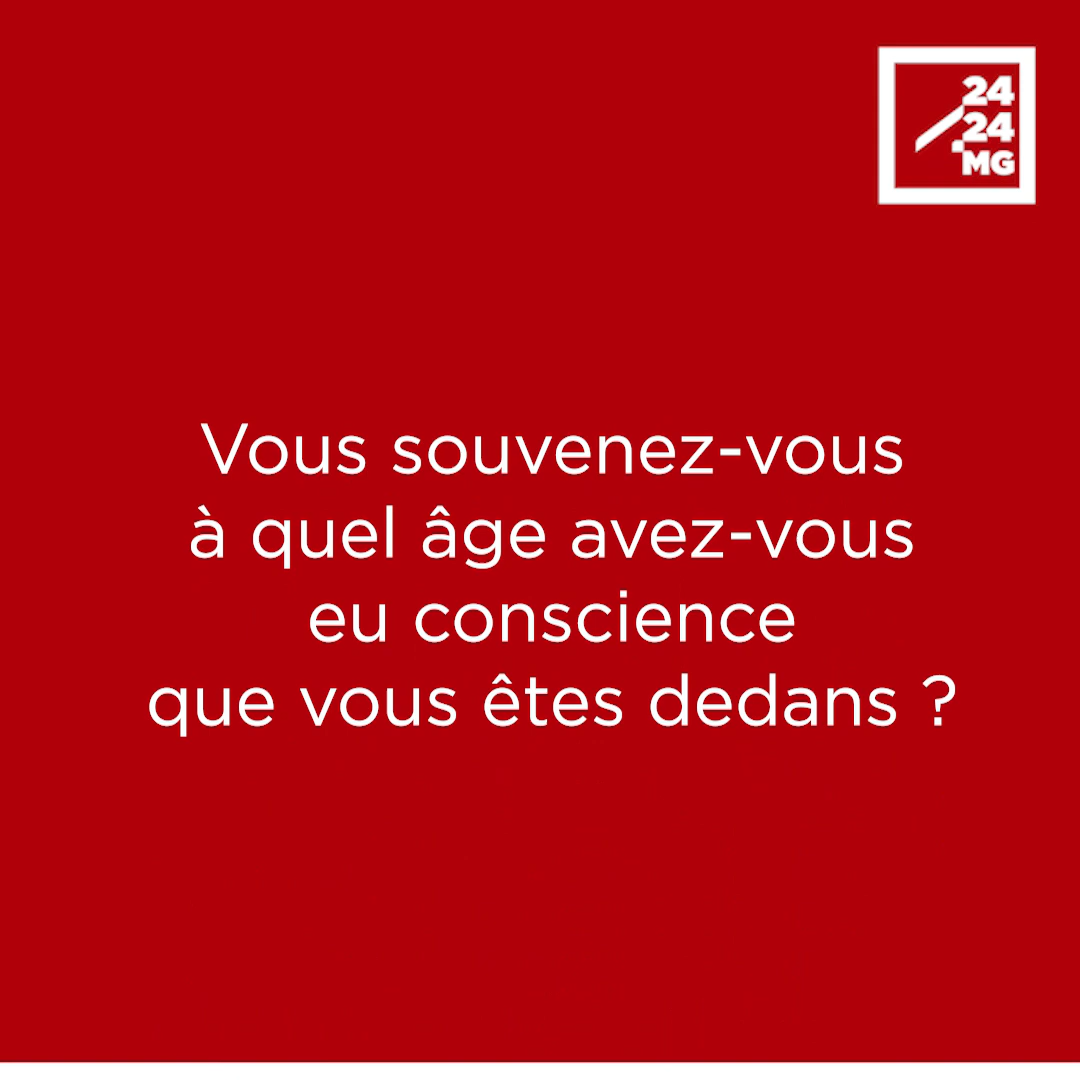 24
24
MG
Vous souvenez-vous
à quel âge avez-vous
eu conscience
que vous êtes dedans ?